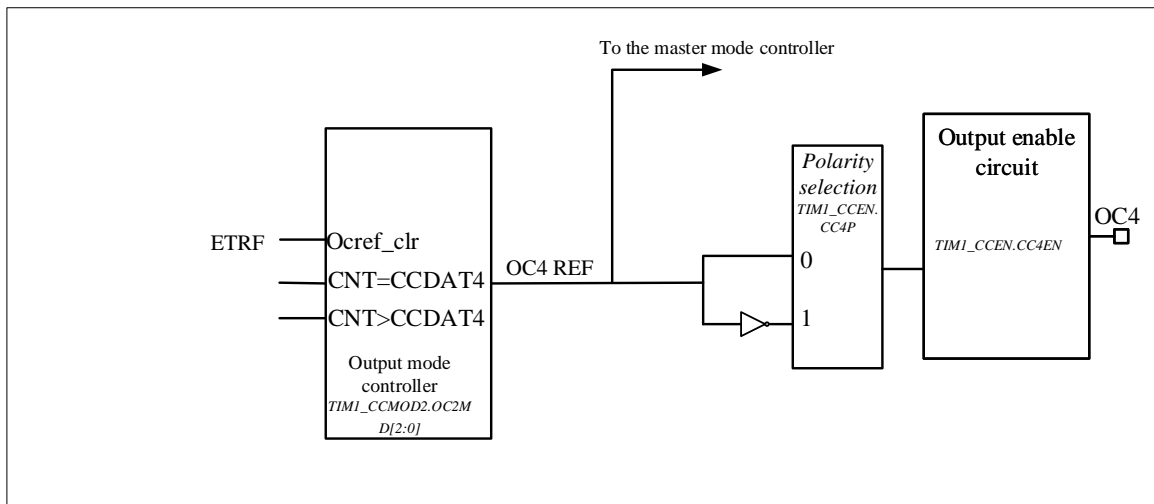 To the master mode controller
ETRF
Ocref_clr
CNT=CCDAT4
CNT>CCDAT4
Output mode
controller
TIM1_CCMOD2.OC2M
D[2:0]
OC4 REF
Polarity
selection
TIM1_CCEN.
CC4P
0
1
Output enable
circuit
TIM1_CCEN.CC4EN
OC4